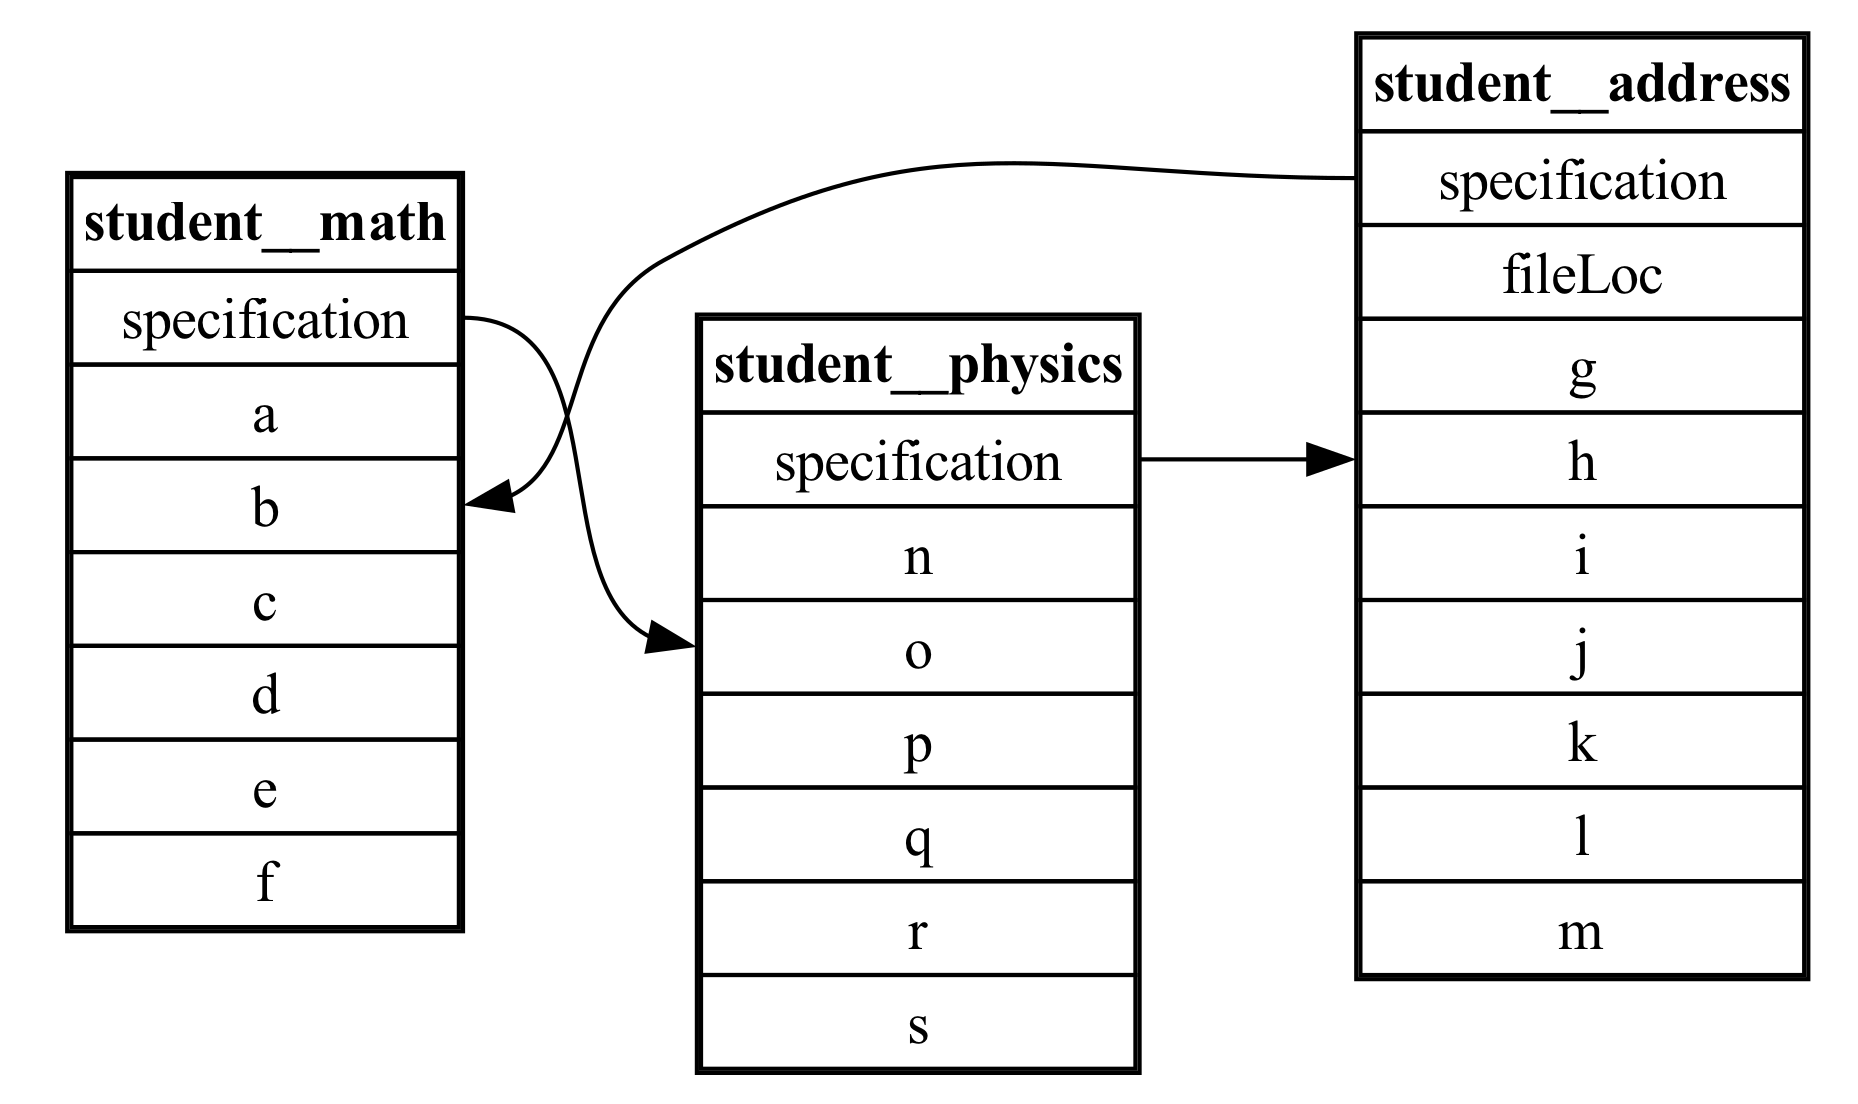 student__math
specification
a
b
c
d
e
f
student__physics
specification
n
o
p
q
r
s
student__address
specification
fileLoc
g
h
i
j
k
l
m